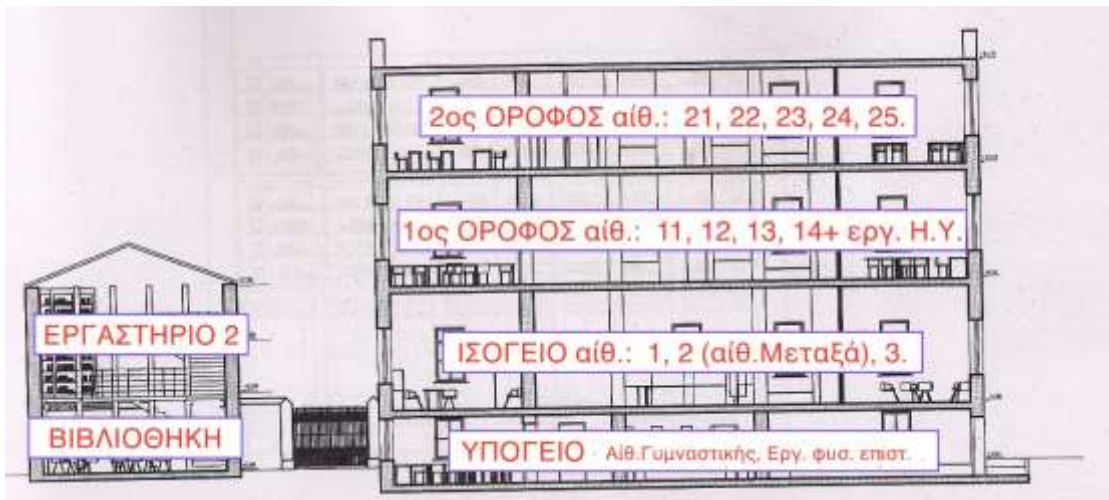 2ος ΟΡΟΦΟΣ αίθ.: 21, 22, 23, 24, 25.
1ος ΟΡΟΦΟΣ αίθ.: 11, 12, 13, 14+ εργ. Η.Υ.
ΕΡΓΑΣΤΗΡΙΟ 2
ΙΣΟΓΕΙΟ αίθ.: 1, 2 (αίθ.Μεταξά), 3.
ΒΙΒΛΙΟΘΗΚΗ
ΥΠΟΓΕΙΟ · Αίθ.Γυμναστικής, Εργ. φυσ. επιστ.